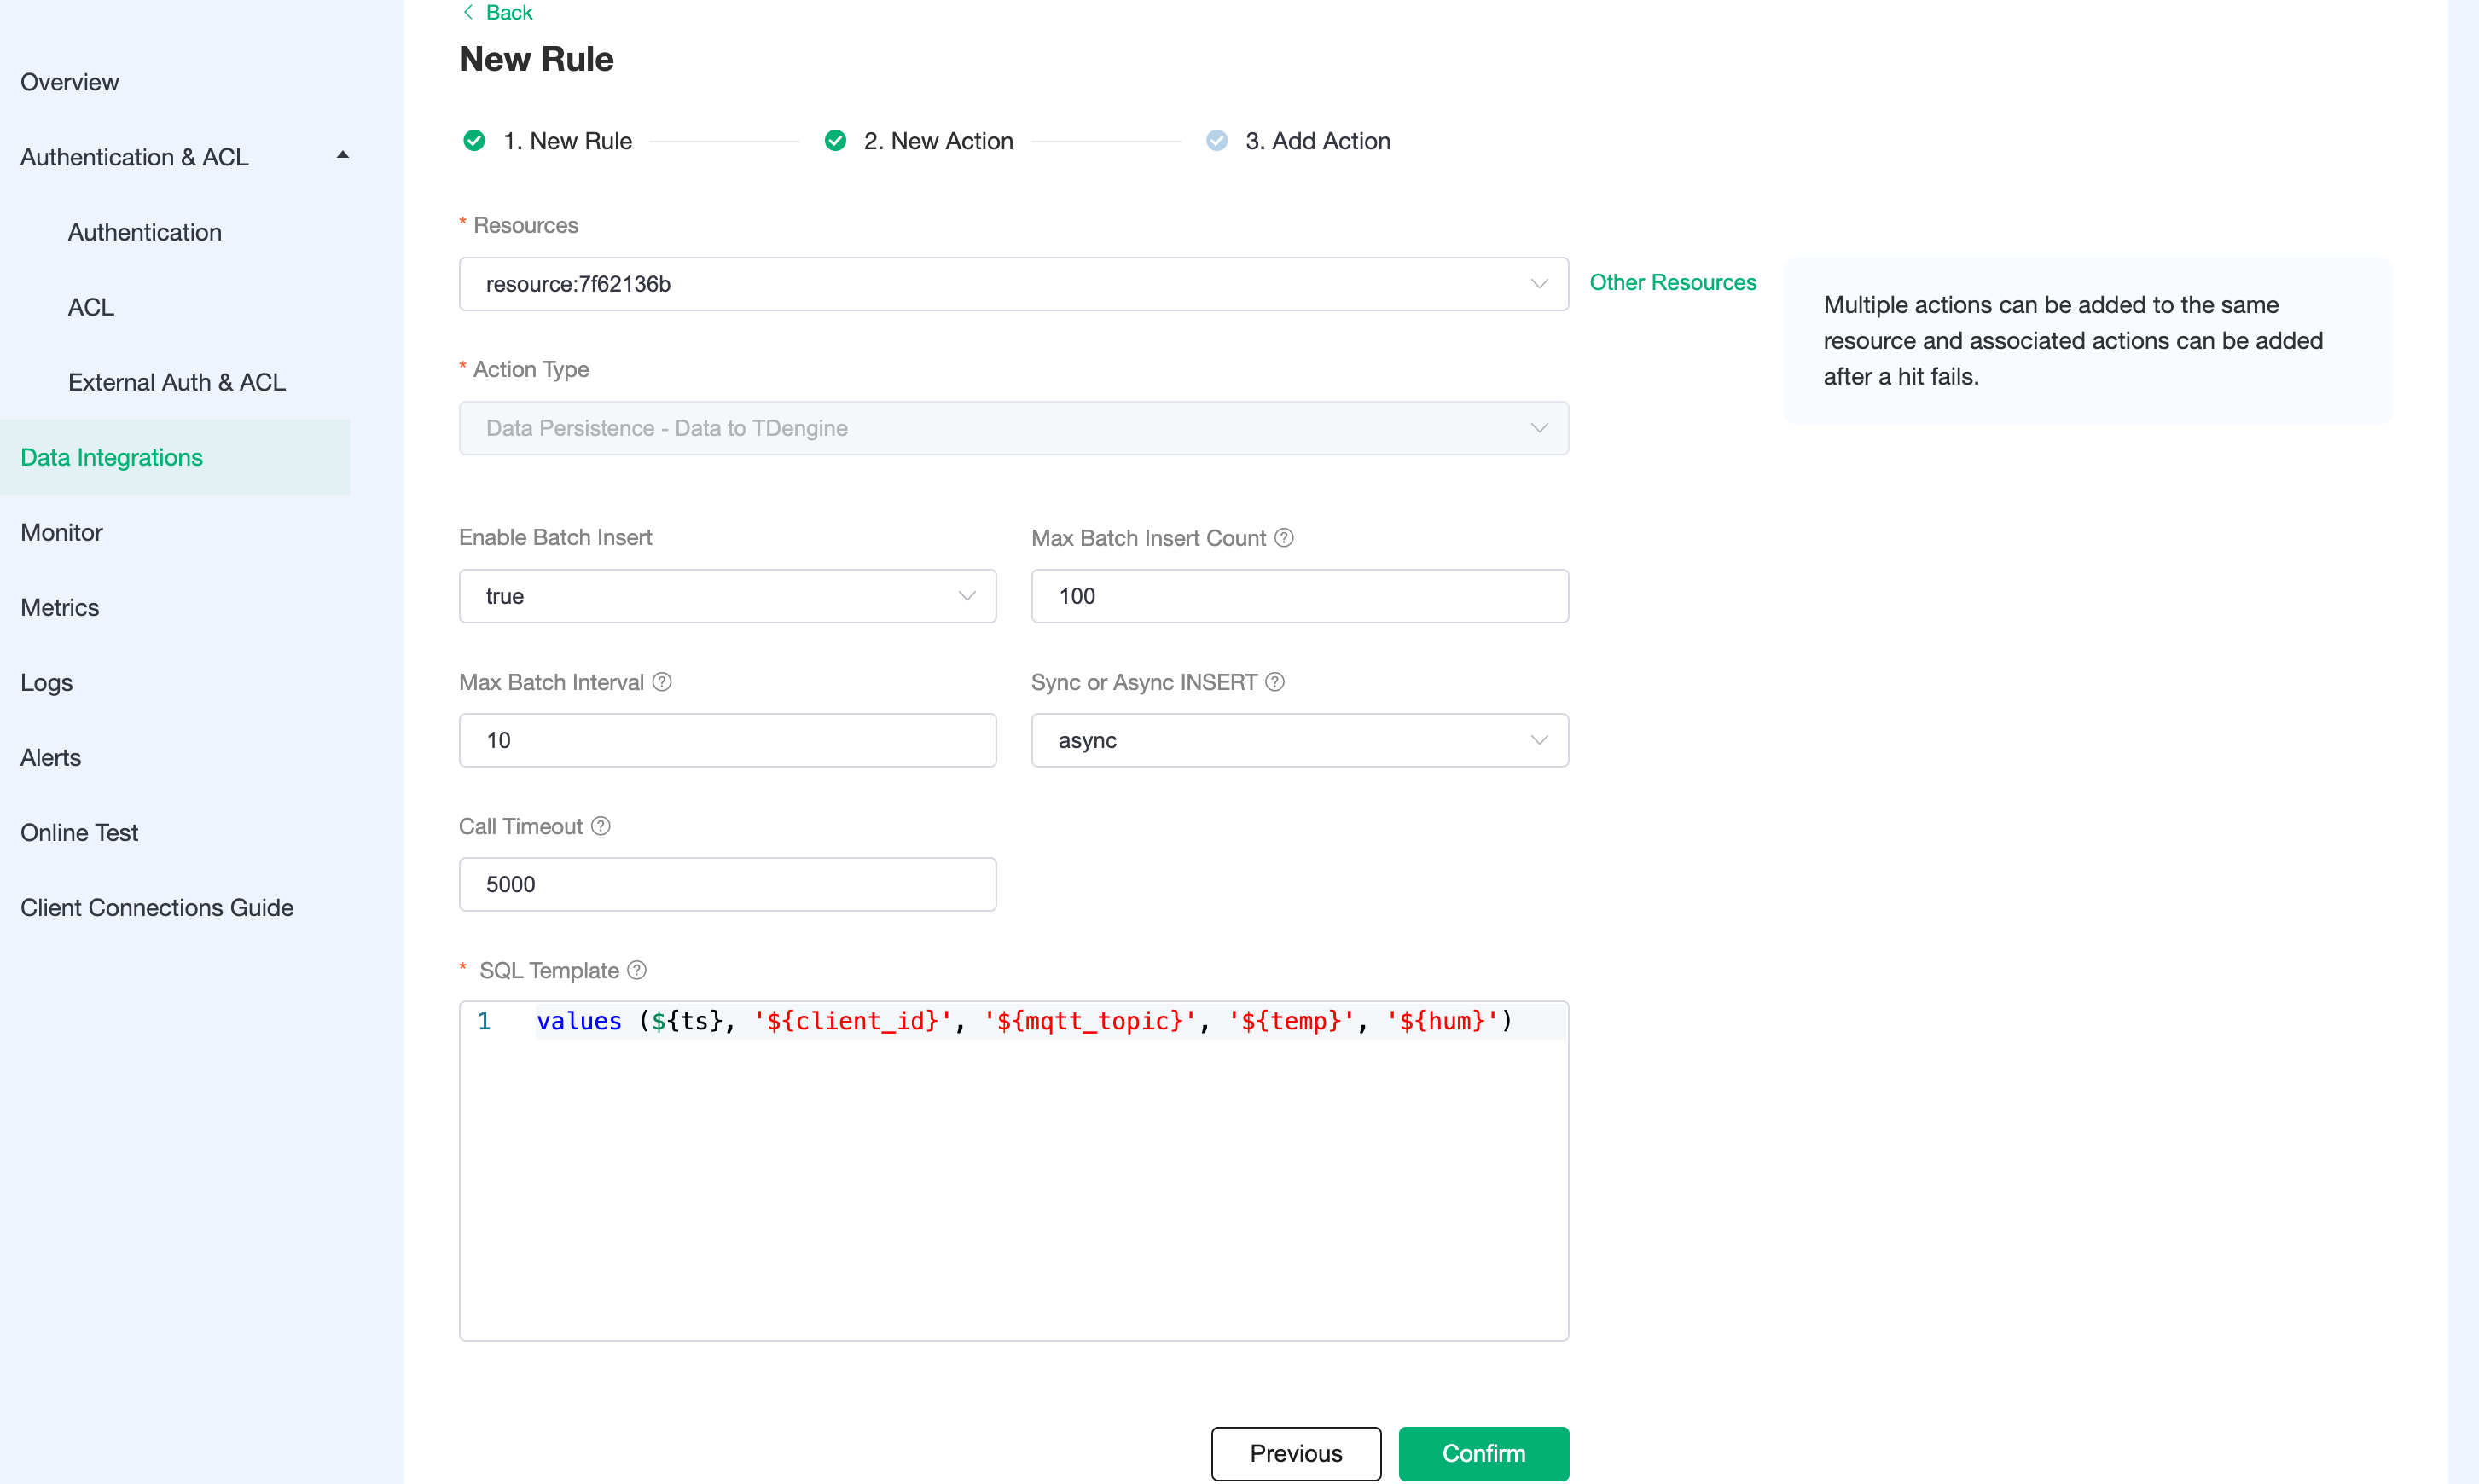 Back
New Rule
Overview
Authentication & ACL
Authentication
ACL
External Auth & ACL
Data Integrations
Monitor
Metrics
Logs
Alerts
Online Test
Client Connections Guide
1. New Rule
2. New Action
3. Add Action
* Resources
resource:7f62136b
Other Resources
Multiple actions can be added to the same
resource and associated actions can be added
after a hit fails.
* Action Type
Data Persistence - Data to TDengine
Enable Batch Insert
Max Batch Insert Count ?
true
100
Max Batch Interval ?
Sync or Async INSERT ?
10
async
Call Timeout ?
5000
* SQL Template ?
1 values (${ts}, '${client_id}', '${mqtt_topic}', '${temp}', '${hum}')
Previous
Confirm